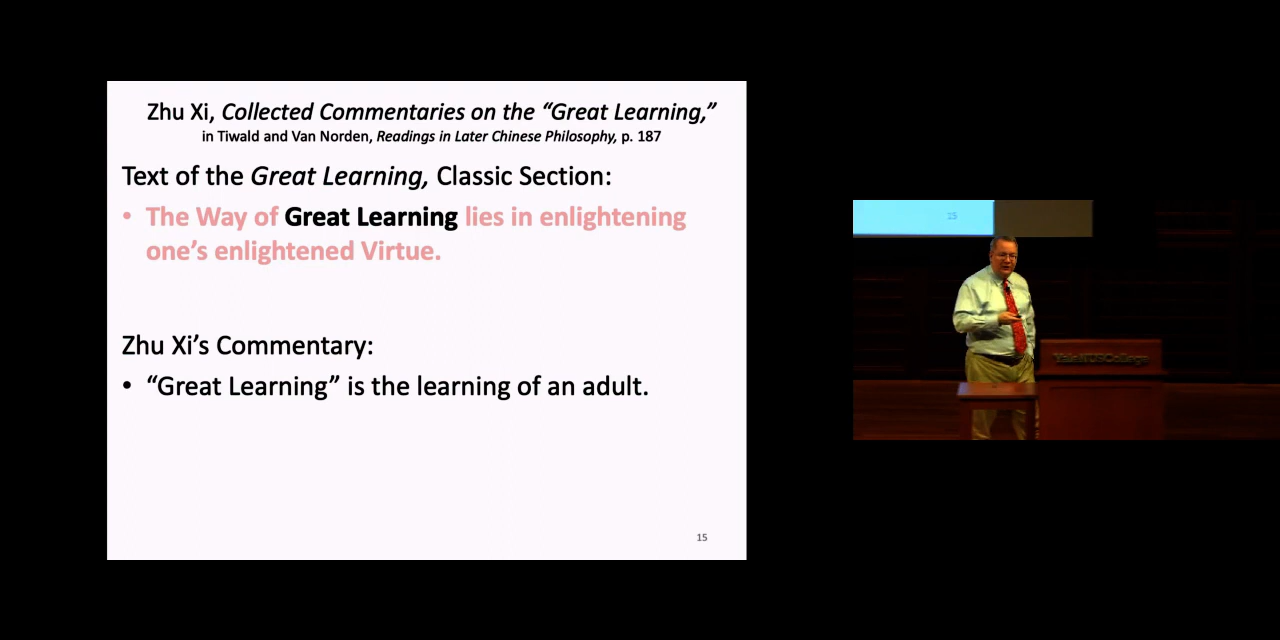 Zhu Xi, Collected Commentaries on the “Great Learning,”
in Tiwald and Van Norden, Readings in Later Chinese Philosophy, p. 187
Text of the Great Learning, Classic Section:
• The Way of Great Learning lies in enlightening
one’s enlightened Virtue.
Zhu Xi’s Commentary:
• “Great Learning” is the learning of an adult.
15
15
YaleNUSCollege